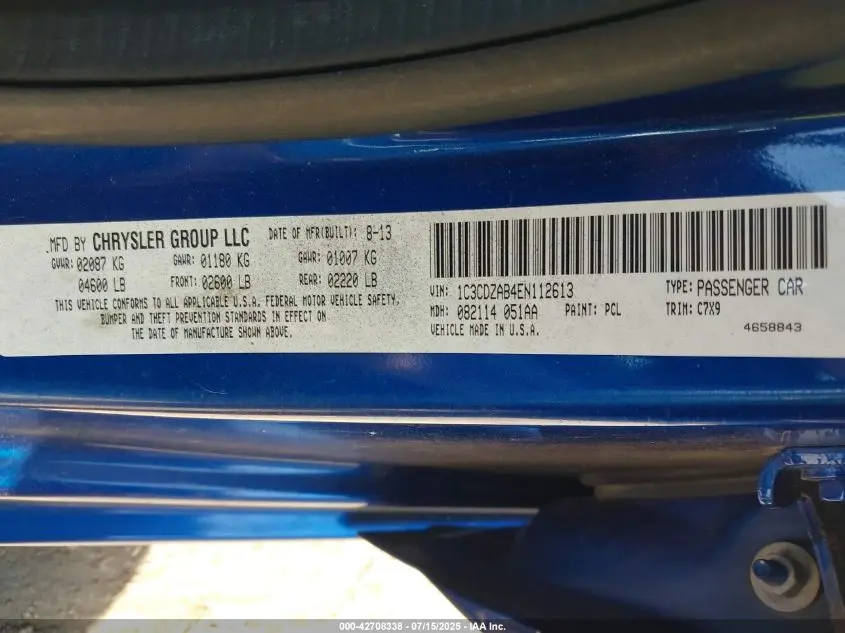 MFD BY CHRYSLER GROUP LLC DATE OF MFR(BUILT): 8-13
GVWR: 02087 KG GAWR: 01180 KG GAWR: 01007 KG
04600 LB FRONT: 02600 LB REAR: 02220 LB
THIS VEHICLE CONFORMS TO ALL APPLICABLE U.S.A. FEDERAL MOTOR VEHICLE SAFETY,
BUMPER AND THEFT PREVENTION STANDARDS IN EFFECT ON
THE DATE OF MANUFACTURE SHOWN ABOVE.
VIN: 1C3CDZAB4EN112613 TYPE: PASSENGER CAR
MDH: 082114 051AA PAINT: PCL TRIM: C7X9
VEHICLE MADE IN U.S.A. 4658843
000-42708338 - 07/15/2025 - IAA Inc.